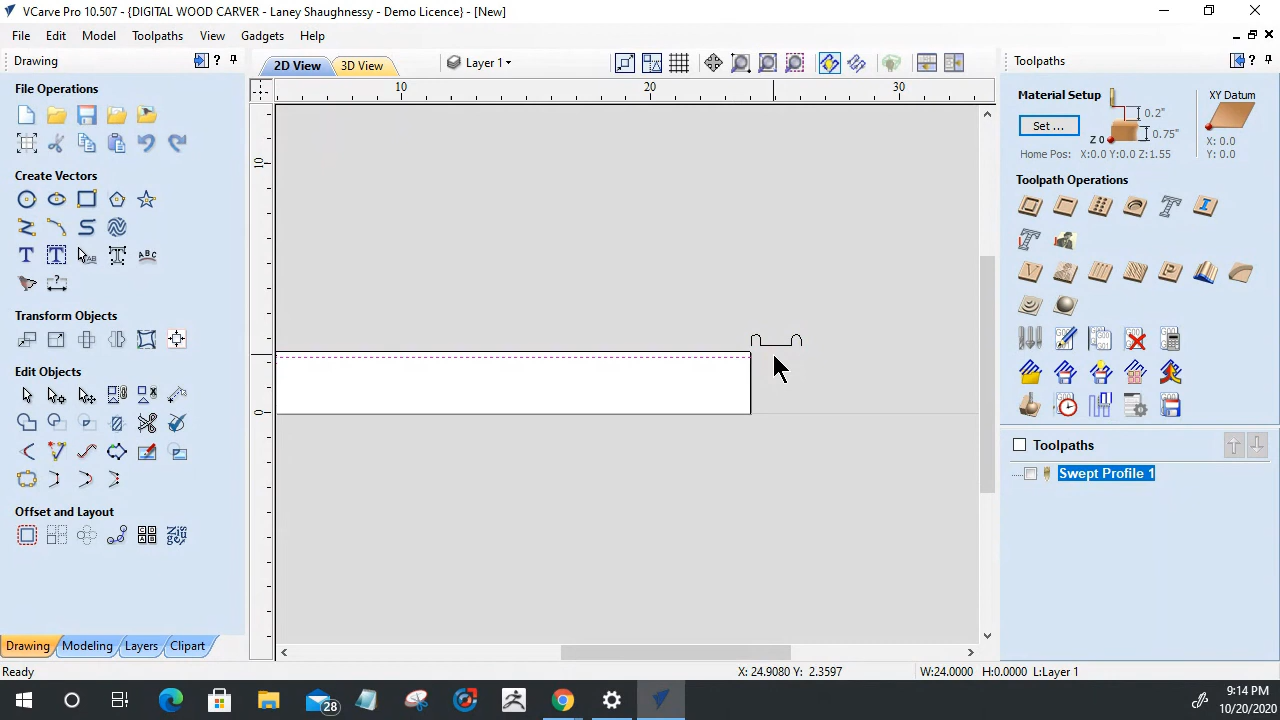 VCarve Pro 10.507 - {DIGITAL WOOD CARVER - Laney Shaughnessy - Demo Licence} - [New]
File Edit Model Toolpaths View Gadgets Help
Drawing
File Operations
Create Vectors
Transform Objects
Edit Objects
Offset and Layout
Drawing Modeling Layers Clipart
2D View 3D View Layer 1
10 20 30
10
0
Toolpaths
Material Setup
Set ...
0.2"
0.75"
Z 0
XY Datum
X: 0.0
Y: 0.0
Home Pos: X:0.0 Y:0.0 Z:1.55
Toolpath Operations
Toolpaths
Swept Profile 1
Ready
X: 24.9080 Y: 2.3597
W:24.0000 H:0.0000 L:Layer 1
28
9:14 PM
10/20/2020